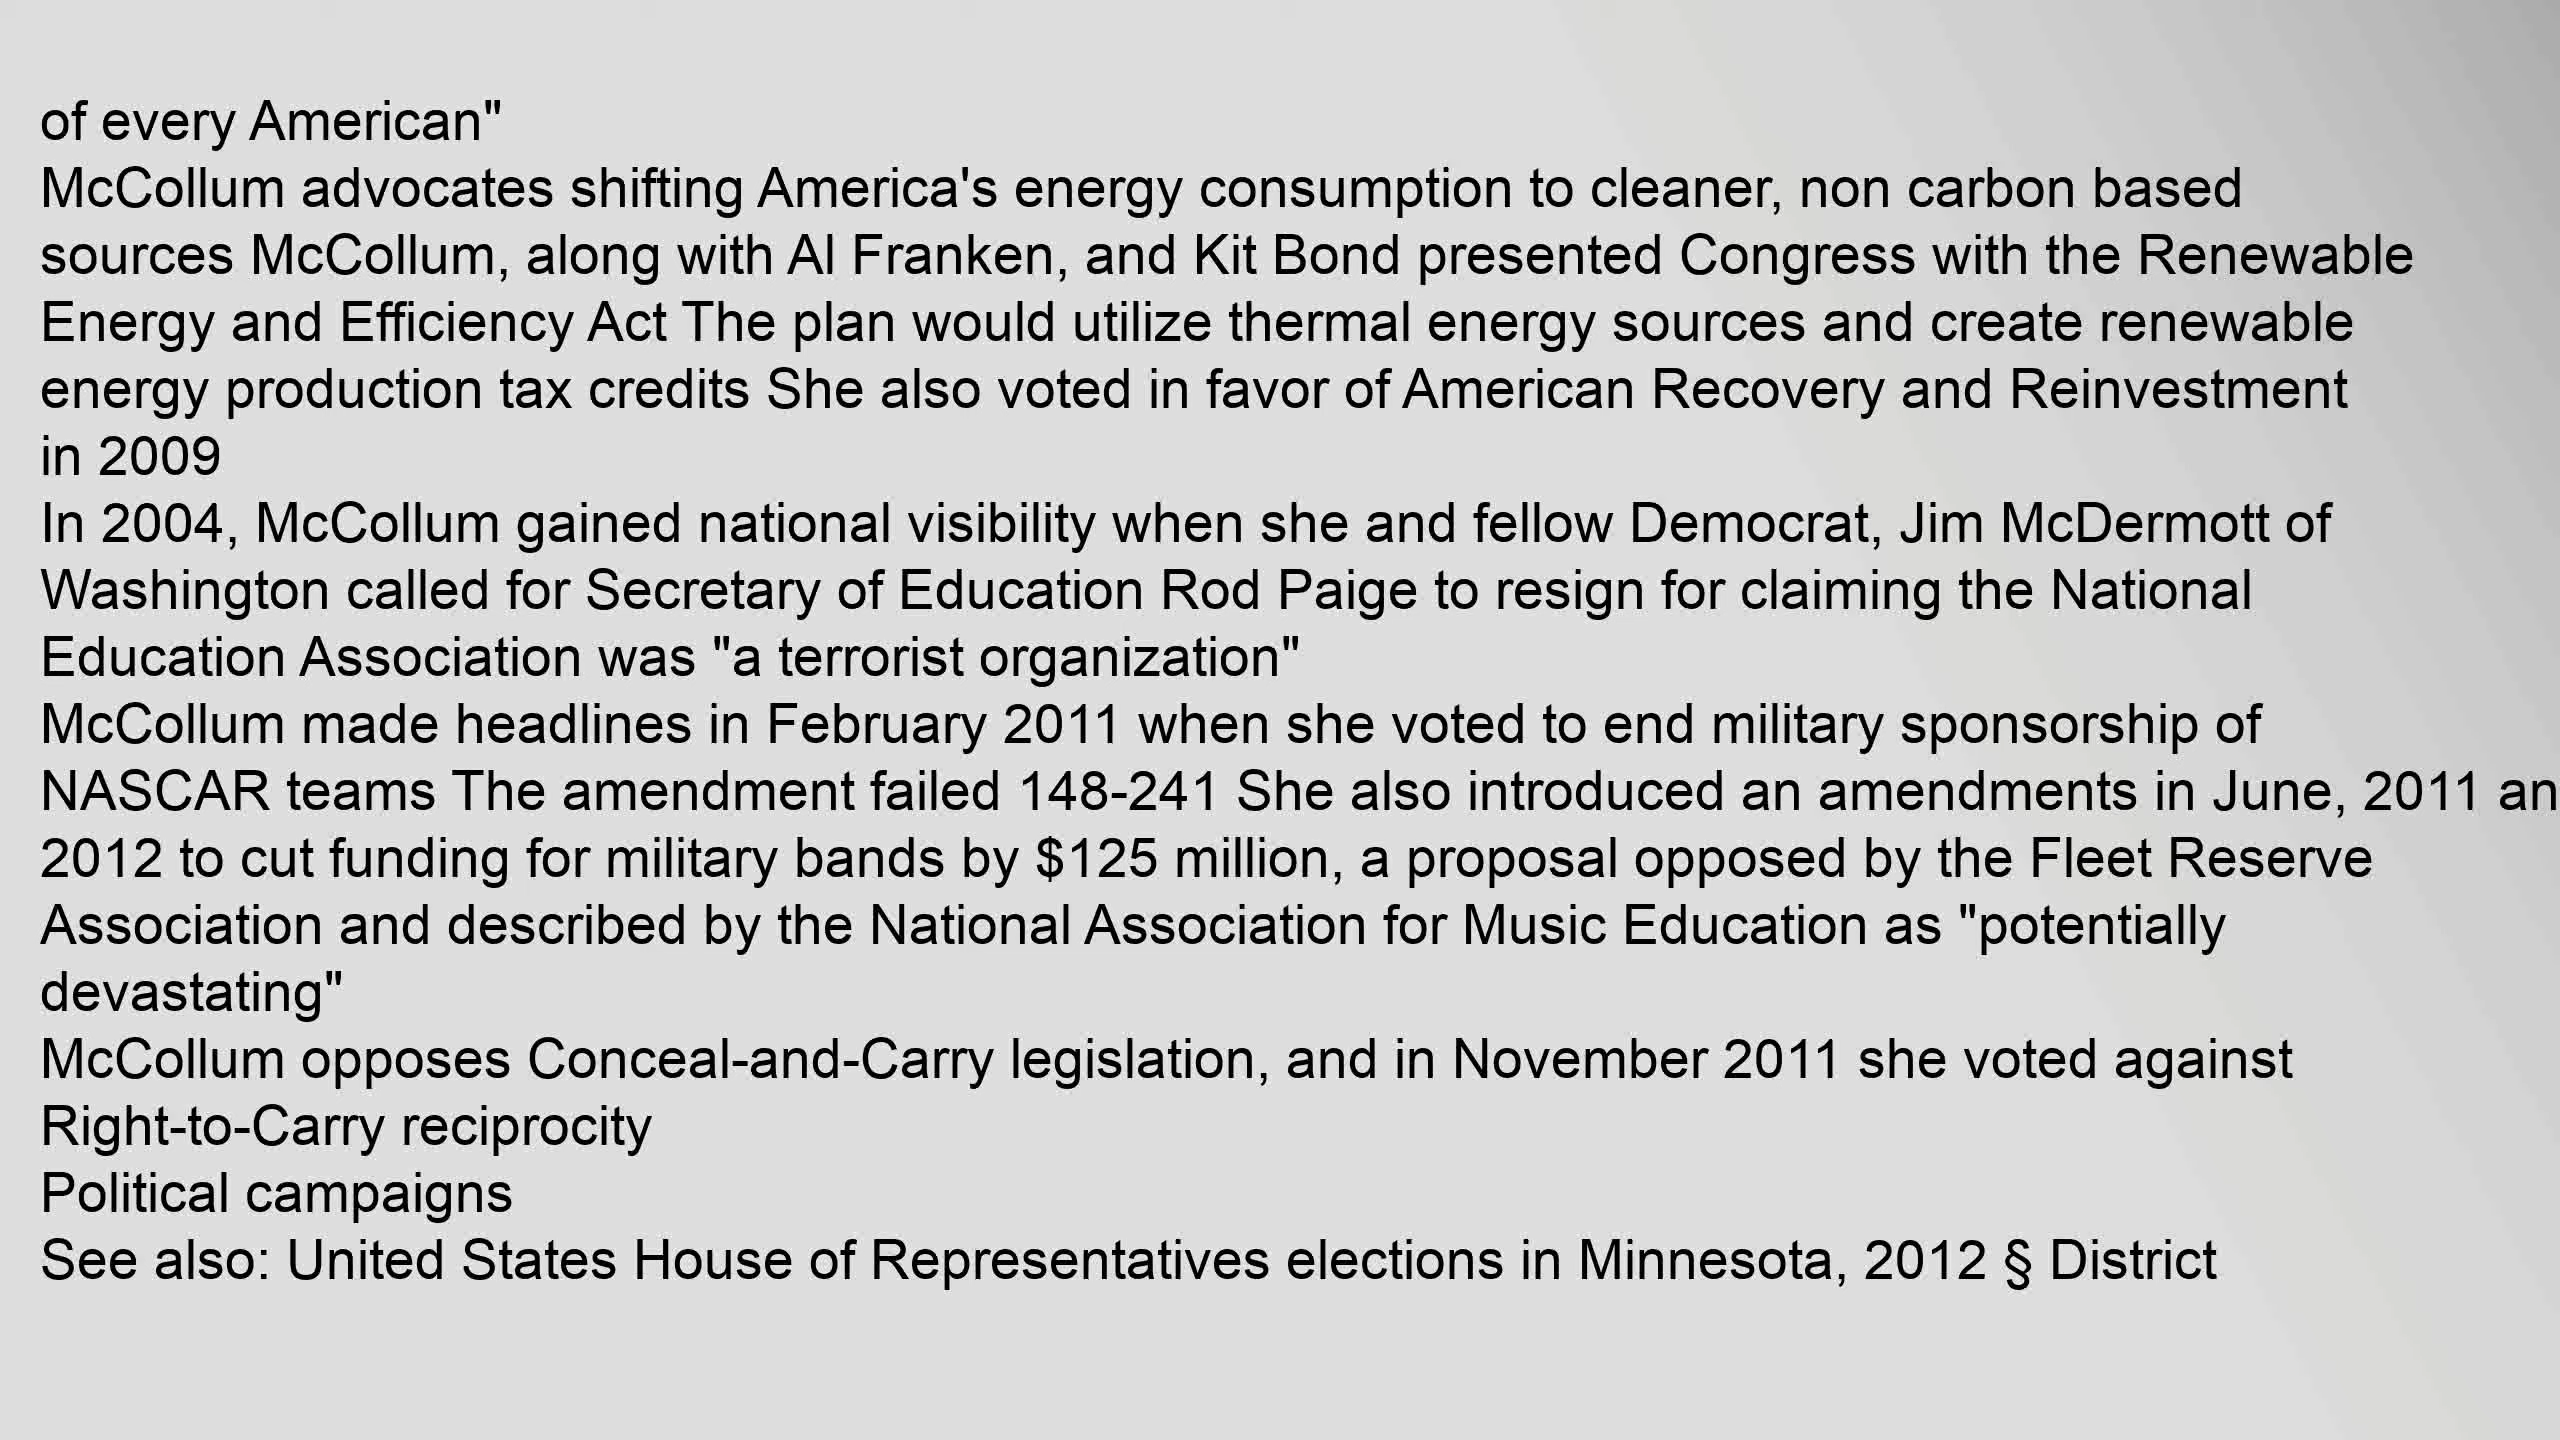 of every American"
McCollum advocates shifting America's energy consumption to cleaner, non carbon based
sources McCollum, along with Al Franken, and Kit Bond presented Congress with the Renewable
Energy and Efficiency Act The plan would utilize thermal energy sources and create renewable
energy production tax credits She also voted in favor of American Recovery and Reinvestment
in 2009
In 2004, McCollum gained national visibility when she and fellow Democrat, Jim McDermott of
Washington called for Secretary of Education Rod Paige to resign for claiming the National
Education Association was "a terrorist organization"
McCollum made headlines in February 2011 when she voted to end military sponsorship of
NASCAR teams The amendment failed 148-241 She also introduced an amendments in June, 2011 an
2012 to cut funding for military bands by $125 million, a proposal opposed by the Fleet Reserve
Association and described by the National Association for Music Education as "potentially
devastating"
McCollum opposes Conceal-and-Carry legislation, and in November 2011 she voted against
Right-to-Carry reciprocity
Political campaigns
See also: United States House of Representatives elections in Minnesota, 2012 § District